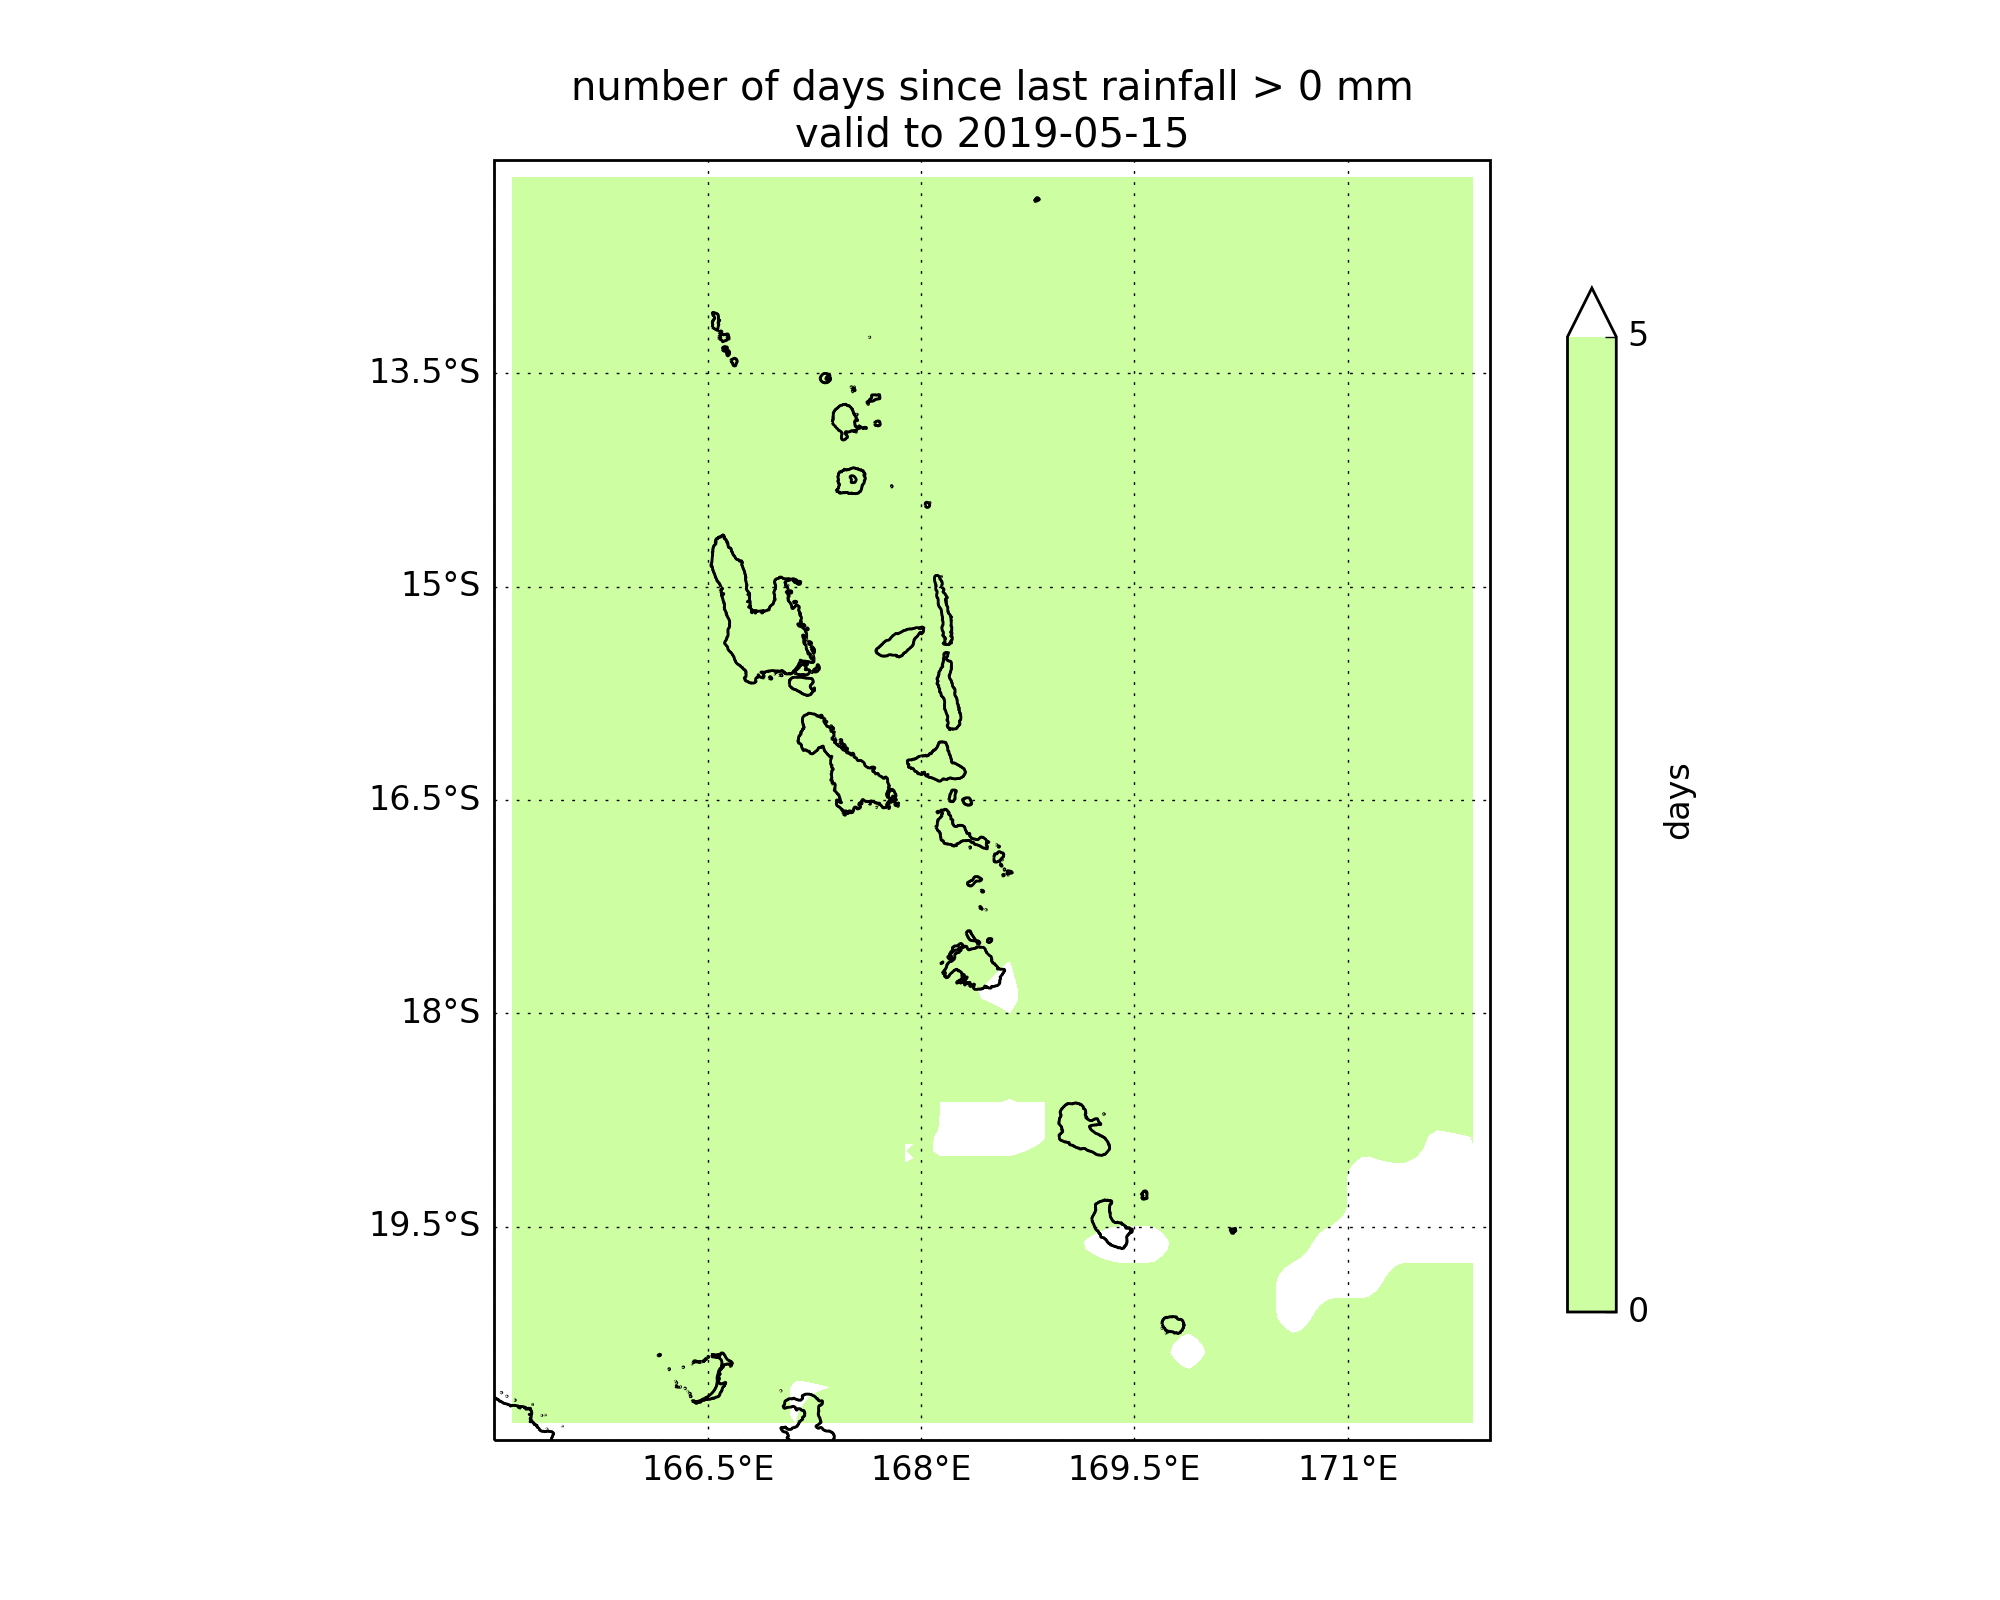 number of days since last rainfall > 0 mm
valid to 2019-05-15
5
13.5°S
15°S
16.5°S
days
18°S
19.5°S
0
166.5°E
168°E
169.5°E
171°E